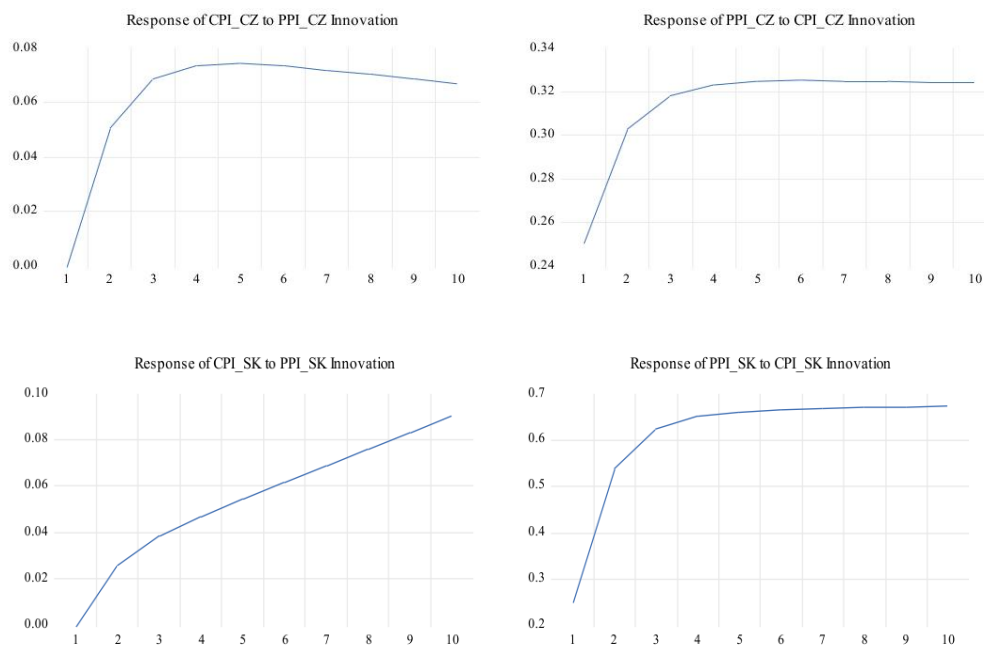 Response of CPI_CZ to PPI_CZ Innovation
0.08
0.06
0.04
0.02
0.00
1 2 3 4 5 6 7 8 9 10
Response of PPI_CZ to CPI_CZ Innovation
0.34
0.32
0.30
0.28
0.26
0.24
1 2 3 4 5 6 7 8 9 10
Response of CPI_SK to PPI_SK Innovation
0.10
0.08
0.06
0.04
0.02
0.00
1 2 3 4 5 6 7 8 9 10
Response of PPI_SK to CPI_SK Innovation
0.7
0.6
0.5
0.4
0.3
0.2
1 2 3 4 5 6 7 8 9 10